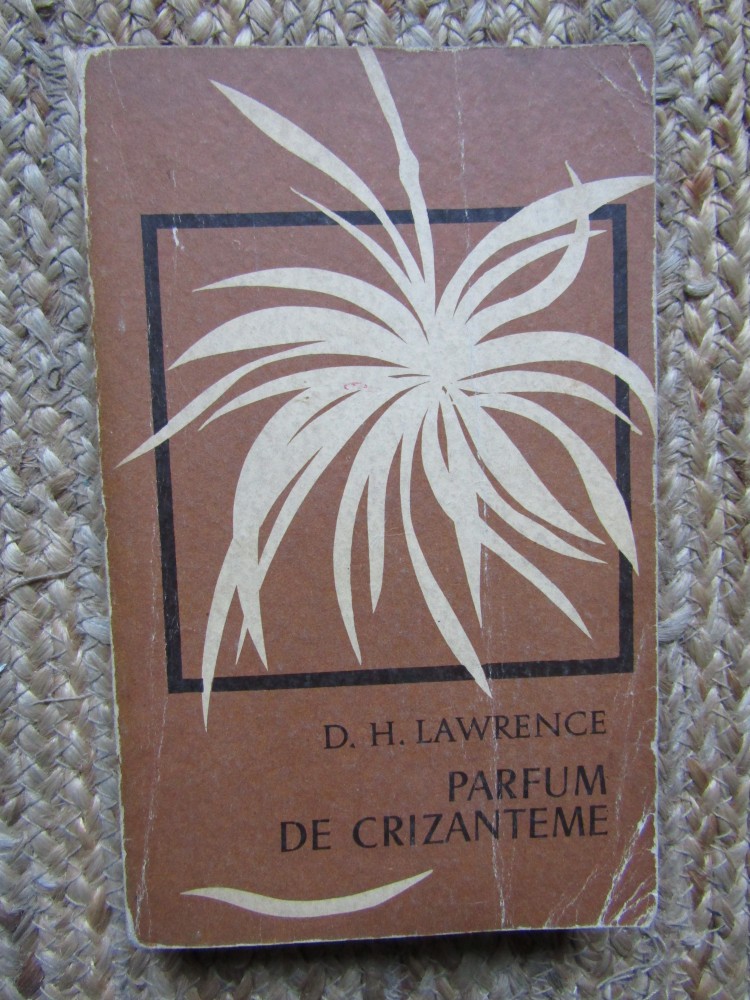 D. H. LAWRENCE
PARFUM
DE CRIZANTEME